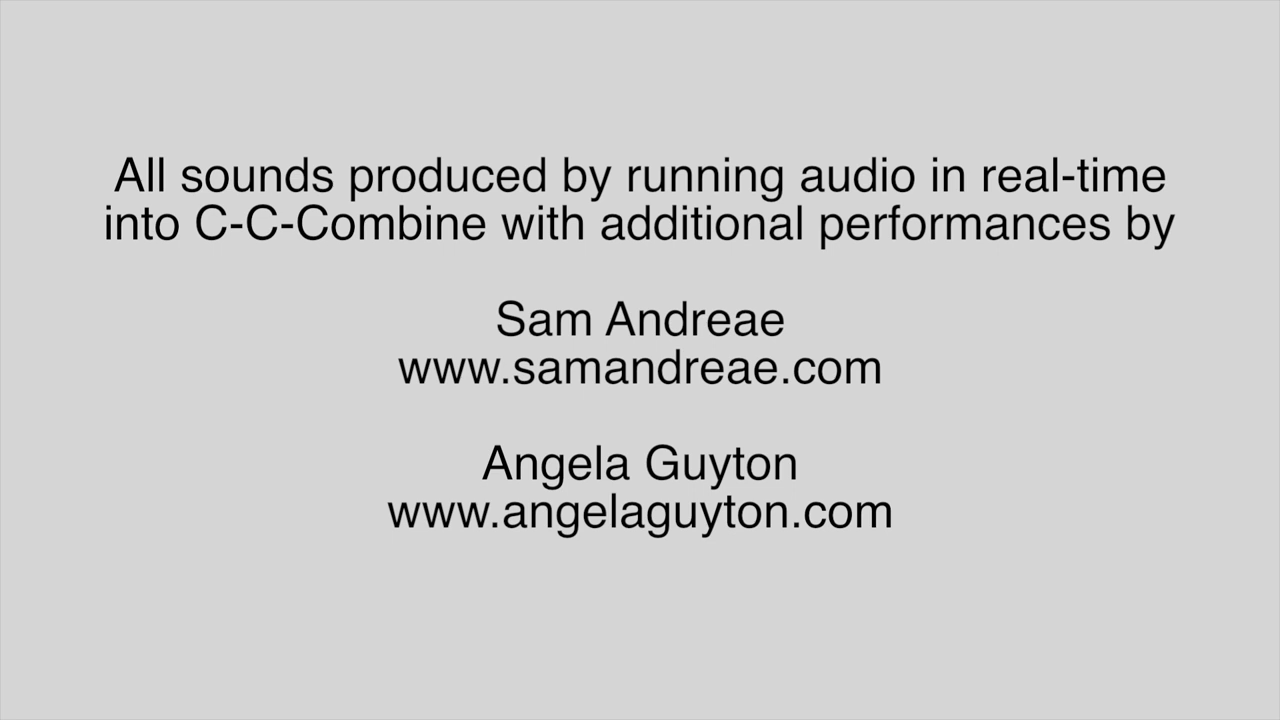 All sounds produced by running audio in real-time
into C-C-Combine with additional performances by
Sam Andreae
www.samandreae.com
Angela Guyton
www.angelaguyton.com